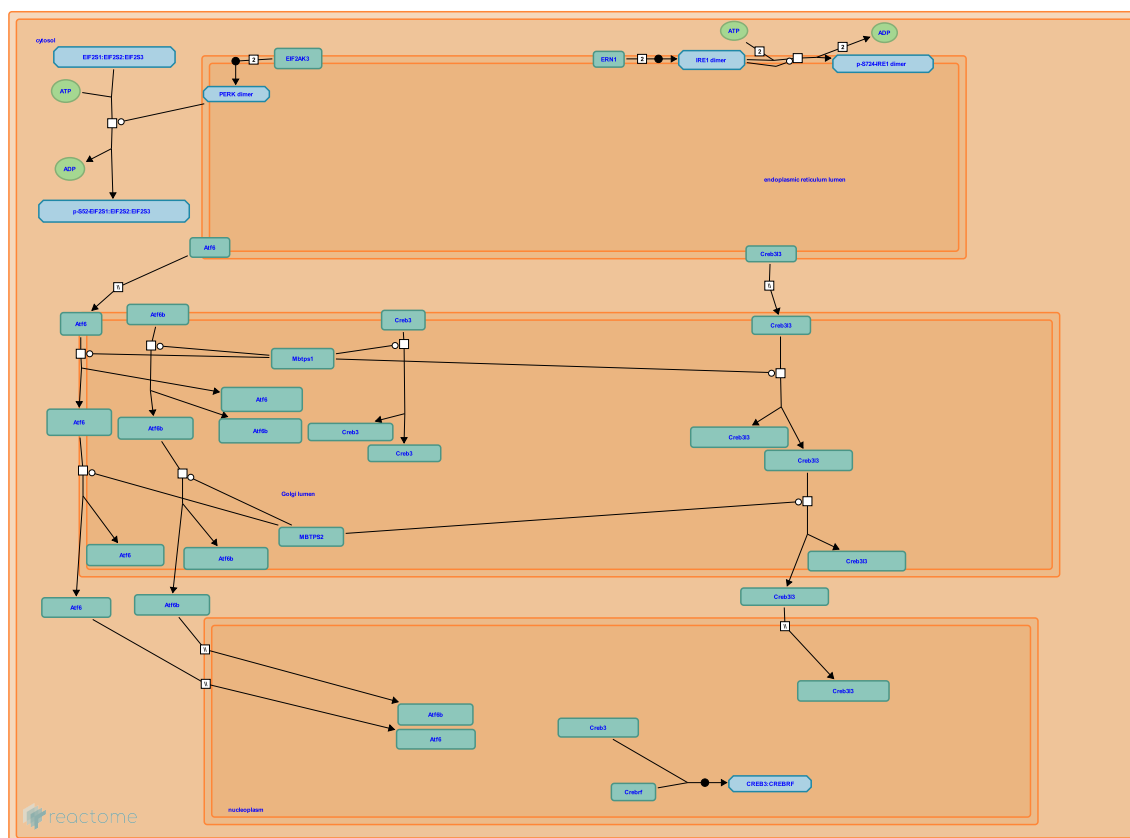 cytosol
EIF2S1:EIF2S2:EIF2S3
2
EIF2AK3
ERN1
2
IRE1 dimer
ATP
2
2
ADP
p-S724-IRE1 dimer
ATP
PERK dimer
ADP
p-S52-EIF2S1:EIF2S2:EIF2S3
endoplasmic reticulum lumen
Atf6
Creb3l3
\\
\\
Atf6
Atf6b
Creb3
Creb3l3
Mbtps1
Atf6
Atf6
Atf6b
Atf6b
Creb3
Creb3
Creb3l3
Creb3l3
Golgi lumen
MBTPS2
Atf6
Atf6b
Creb3l3
Atf6
Atf6b
Creb3l3
\\
\\
\\
Creb3l3
Atf6b
Atf6
Creb3
CREB3:CREBRF
Crebrf
nucleoplasm
reactome